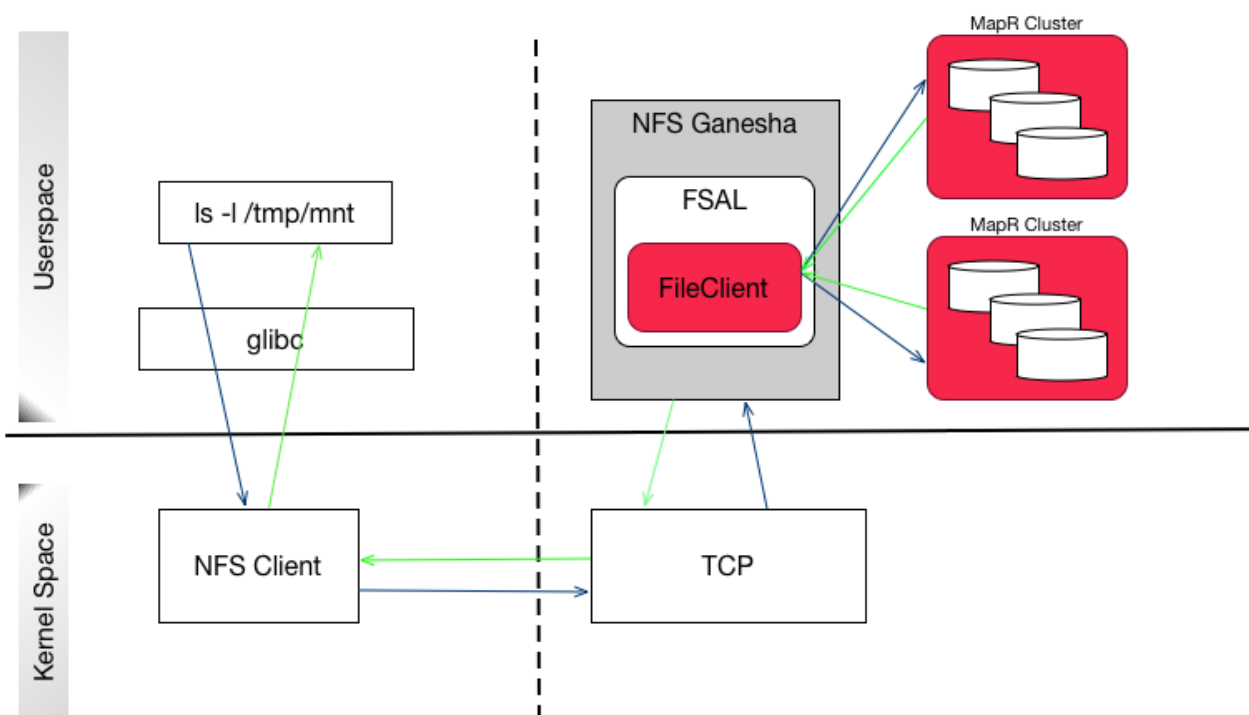 MapR Cluster
NFS Ganesha
Userspace
ls -l /tmp/mnt
FSAL
MapR Cluster
FileClient
glibc
Kernel Space
NFS Client
TCP